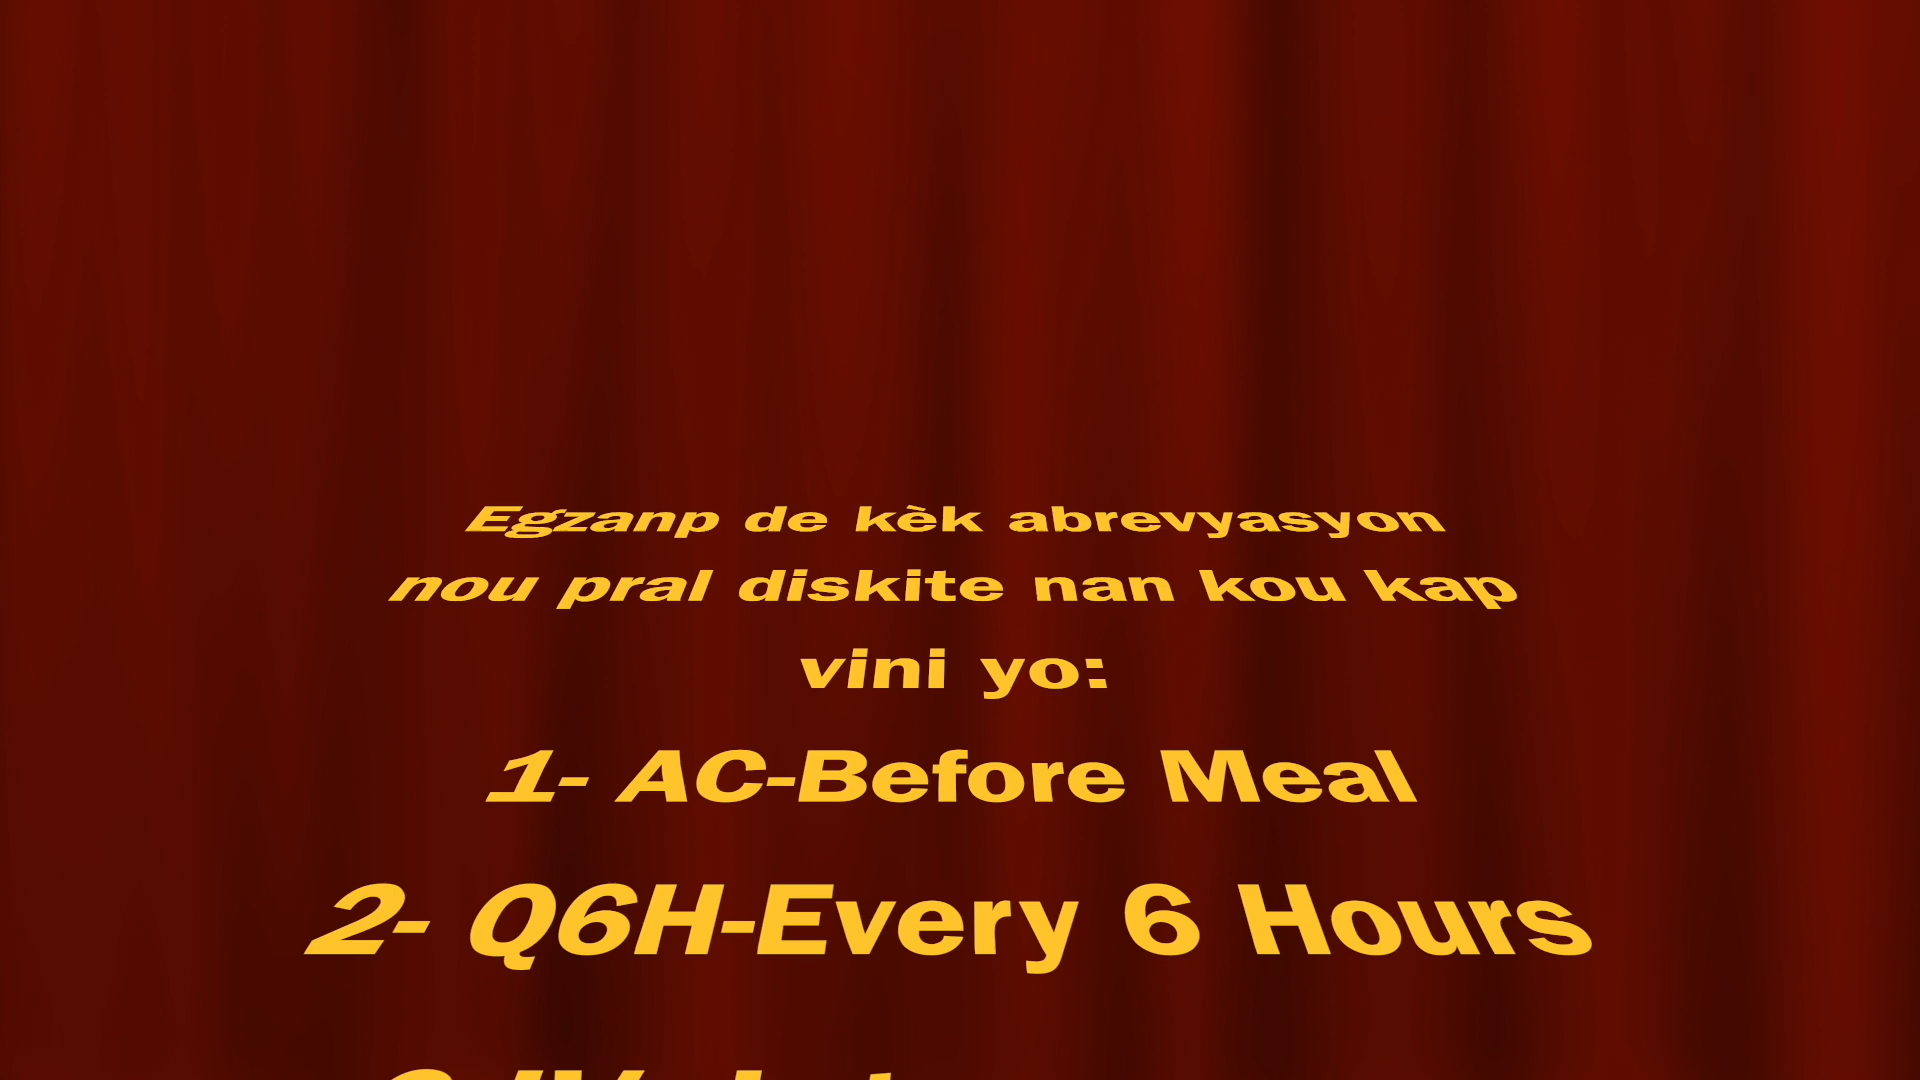 Egzanp de kèk abrevyasyon
nou pral diskite nan kou kap
vini yo:
1- AC-Before Meal
2- Q6H-Every 6 Hours